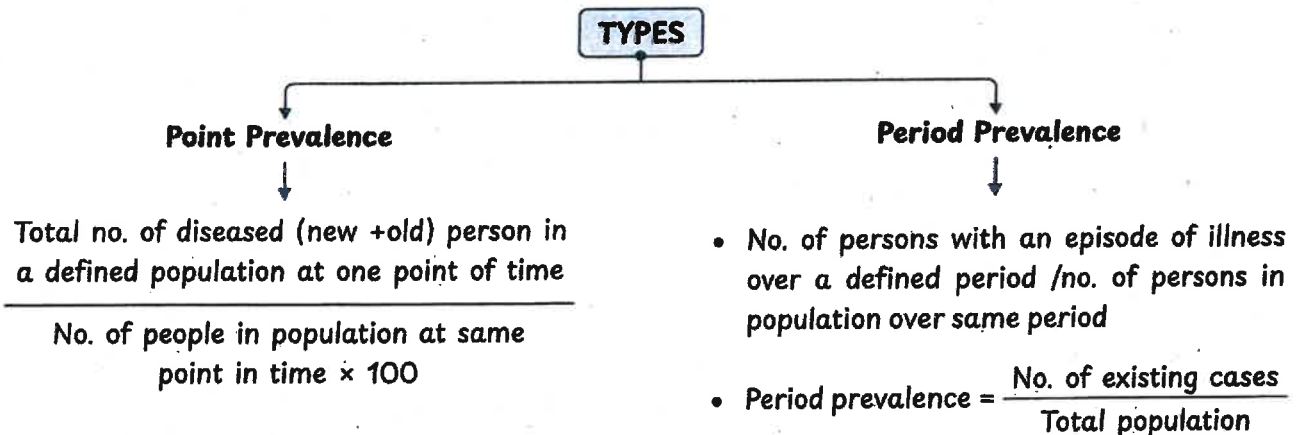 TYPES
Point Prevalence
Total no. of diseased (new +old) person in
a defined population at one point of time
No. of people in population at same
point in time × 100
Period Prevalence
• No. of persons with an episode of illness
over a defined period /no. of persons in
population over same period
• Period prevalence = No. of existing cases
Total population